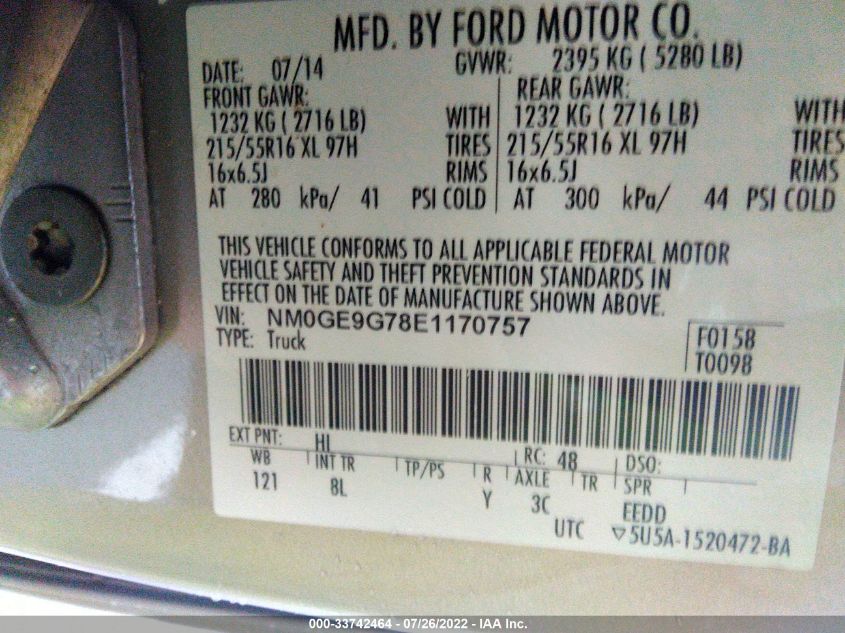 MFD. BY FORD MOTOR CO.
DATE: 07/14 GVWR: 2395 KG ( 5280 LB)
FRONT GAWR: REAR GAWR:
1232 KG ( 2716 LB) WITH 1232 KG ( 2716 LB) WITH
215/55R16 XL 97H TIRES 215/55R16 XL 97H TIRES
16x6.5J RIMS 16x6.5J RIMS
AT 280 kPa/ 41 PSI COLD AT 300 kPa/ 44 PSI COLD
THIS VEHICLE CONFORMS TO ALL APPLICABLE FEDERAL MOTOR
VEHICLE SAFETY AND THEFT PREVENTION STANDARDS IN
EFFECT ON THE DATE OF MANUFACTURE SHOWN ABOVE.
VIN: NM0GE9G78E1170757
TYPE: Truck
F0158
T0098
EXT PNT: HI RC: 48 DSO:
WB INT TR TP/PS R AXLE TR SPR
121 8L Y 3C EEDD
UTC ▽5U5A-1520472-BA
000-33742464 - 07/26/2022 - IAA Inc.